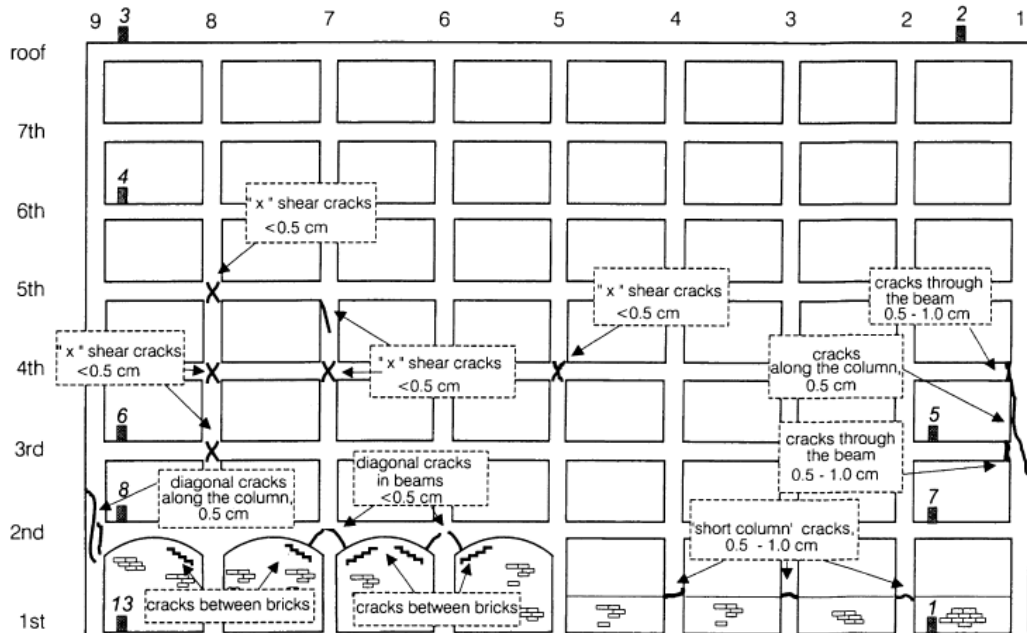 9 3 8 7 6 5 4 3 2 2 1
roof
7th
4
6th
"x" shear cracks
<0.5 cm
5th
"x" shear cracks
<0.5 cm
cracks through
the beam
0.5 - 1.0 cm
"x" shear cracks
<0.5 cm
"x" shear cracks
<0.5 cm
cracks
along the column,
0.5 cm
4th
6
5
cracks through
the beam
0.5 - 1.0 cm
3rd
8
diagonal cracks
along the column,
0.5 cm
diagonal cracks
in beams
<0.5 cm
7
2nd
'short column' cracks,
0.5 - 1.0 cm
cracks between bricks
cracks between bricks
13
1
1st